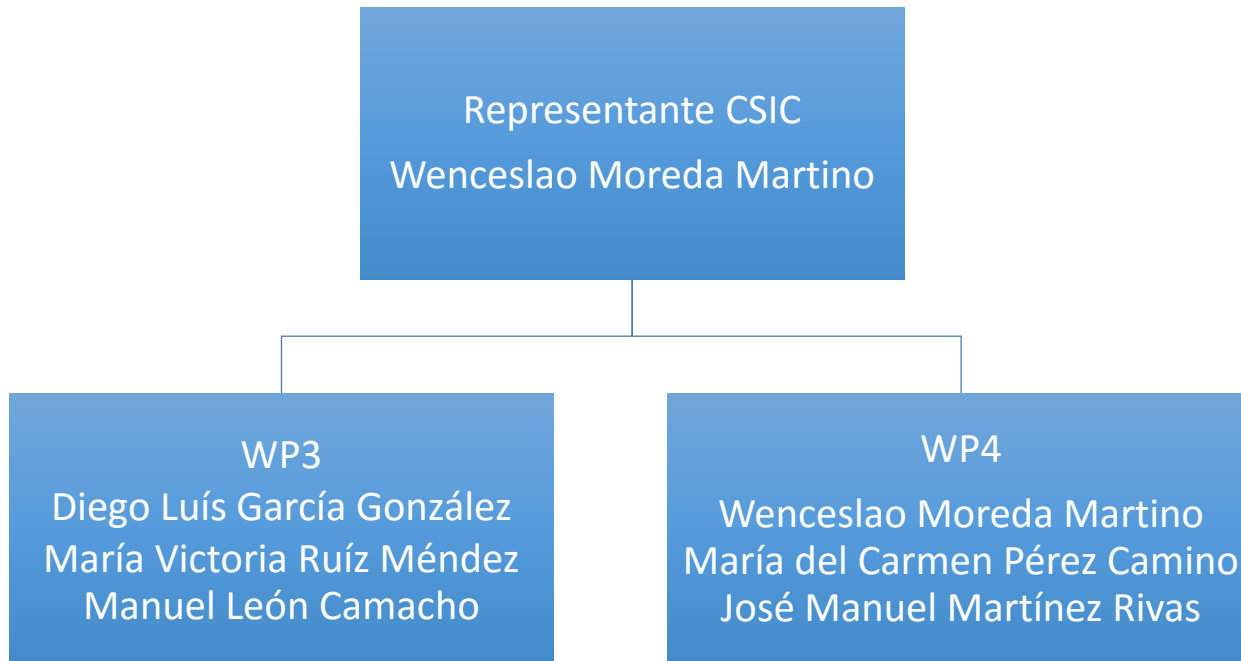 Representante CSIC
Wenceslao Moreda Martino
WP3
Diego Luís García González
María Victoria Ruíz Méndez
Manuel León Camacho
WP4
Wenceslao Moreda Martino
María del Carmen Pérez Camino
José Manuel Martínez Rivas